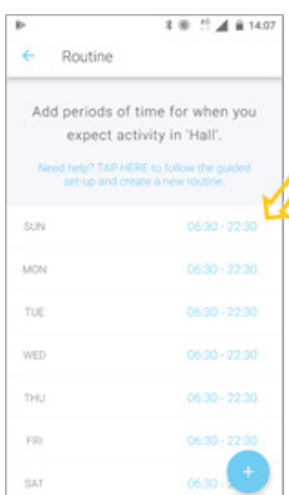 14:07
Routine
Add periods of time for when you
expect activity in 'Hall'.
Need help? TAP HERE to follow the guided
set-up and create a new routine.
SUN 06:30 - 22:30
MON 06:30 - 22:30
TUE 06:30 - 22:30
WED 06:30 - 22:30
THU 06:30 - 22:30
FRI 06:30 - 22:30
SAT 06:30 -
+